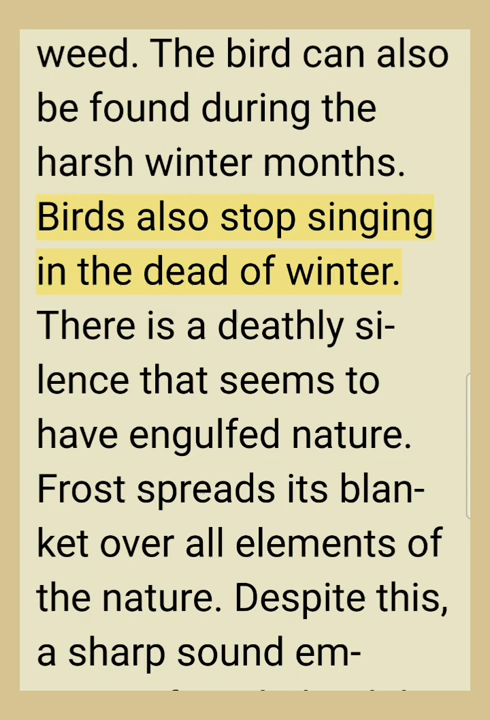 weed. The bird can also
be found during the
harsh winter months.
Birds also stop singing
in the dead of winter.
There is a deathly si-
lence that seems to
have engulfed nature.
Frost spreads its blan-
ket over all elements of
the nature. Despite this,
a sharp sound em-